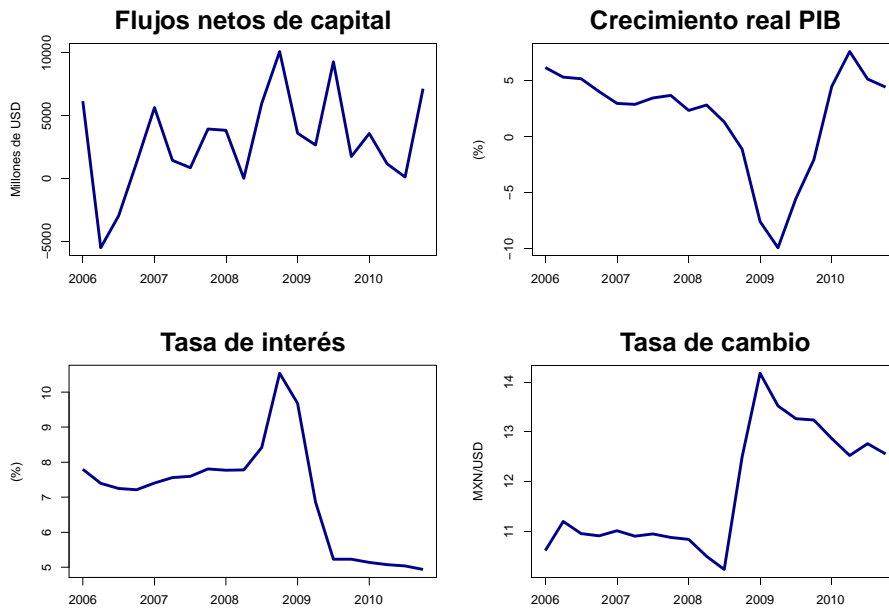 Flujos netos de capital
Millones de USD
10000
5000
0
−5000
2006 2007 2008 2009 2010
Crecimiento real PIB
(%)
5
0
−5
−10
2006 2007 2008 2009 2010
Tasa de interés
(%)
10
9
8
7
6
5
2006 2007 2008 2009 2010
Tasa de cambio
MXN/USD
14
13
12
11
2006 2007 2008 2009 2010